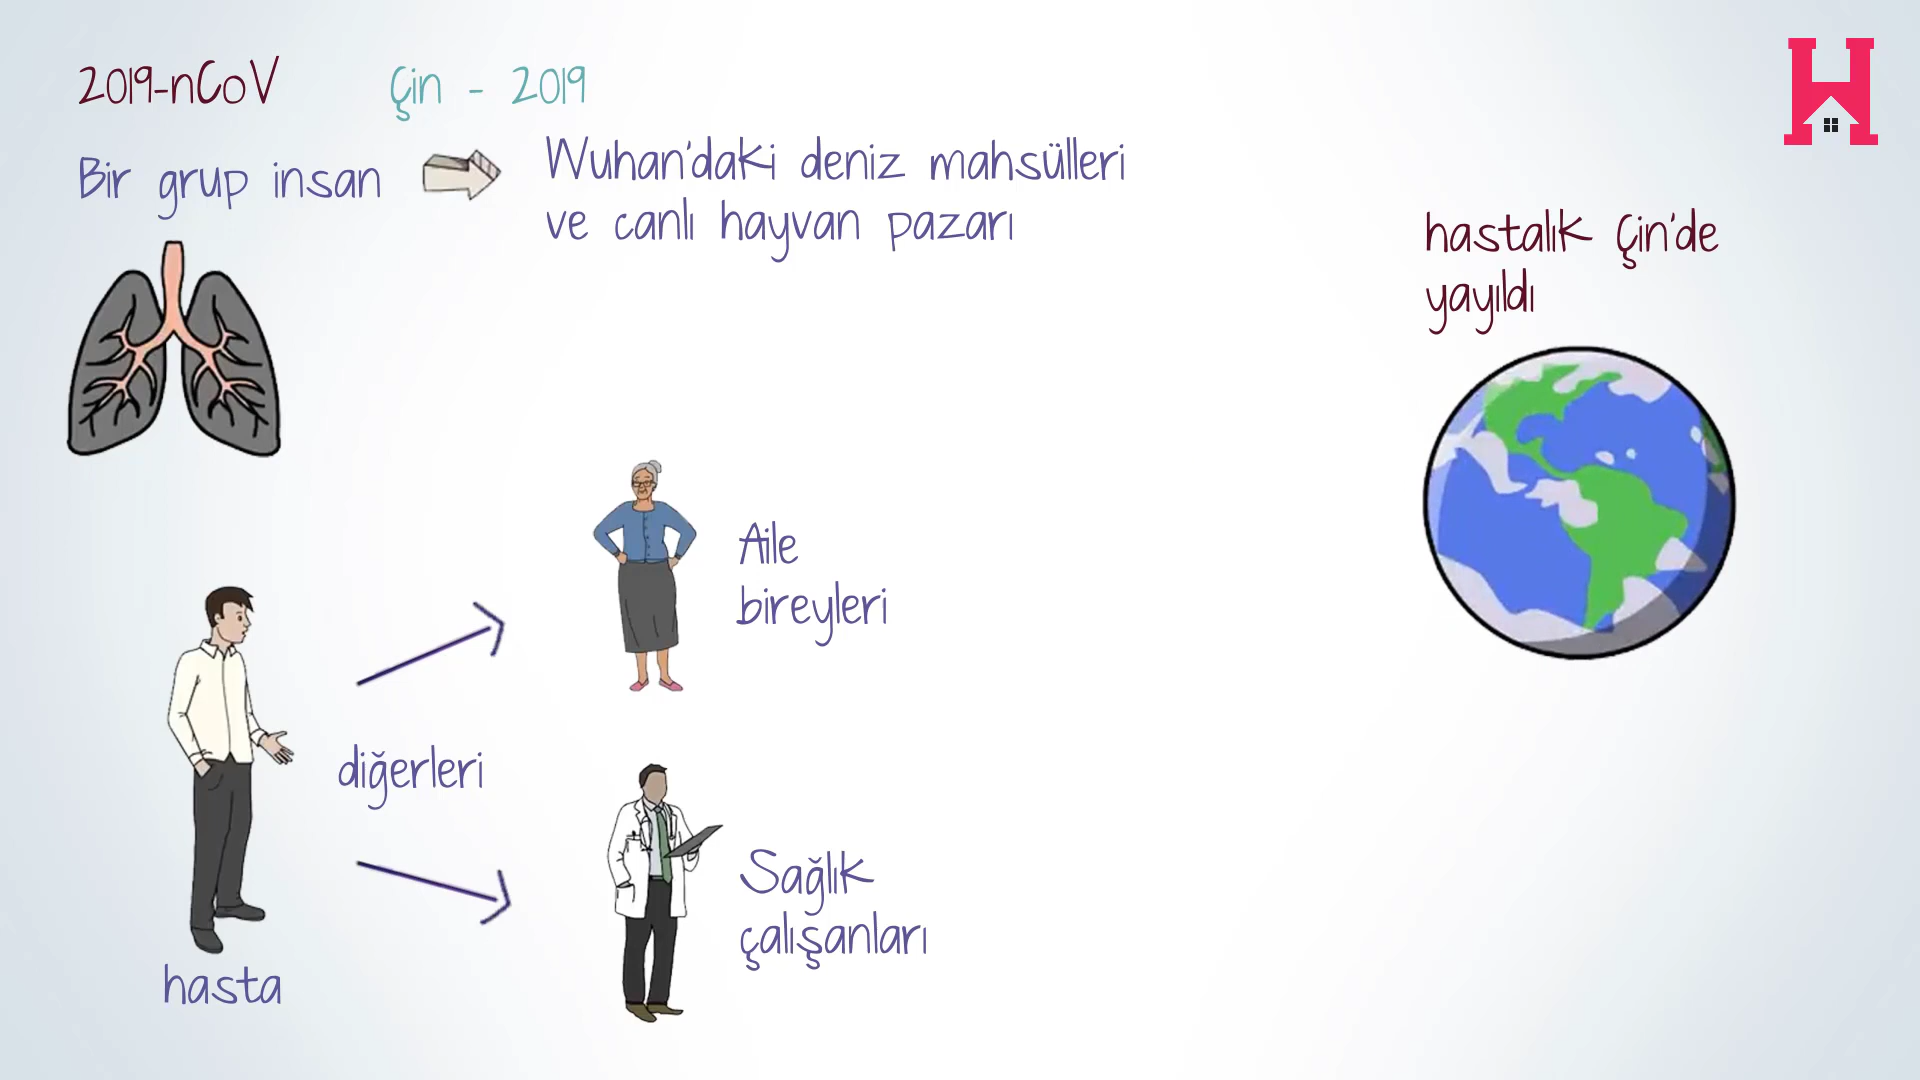 2019-nCoV
Çin - 2019
Bir grup insan
Wuhan'daki deniz mahsülleri
ve canlı hayvan pazarı
hastalık Çin'de
yayıldı
Aile
bireyleri
diğerleri
Sağlık
çalışanları
hasta